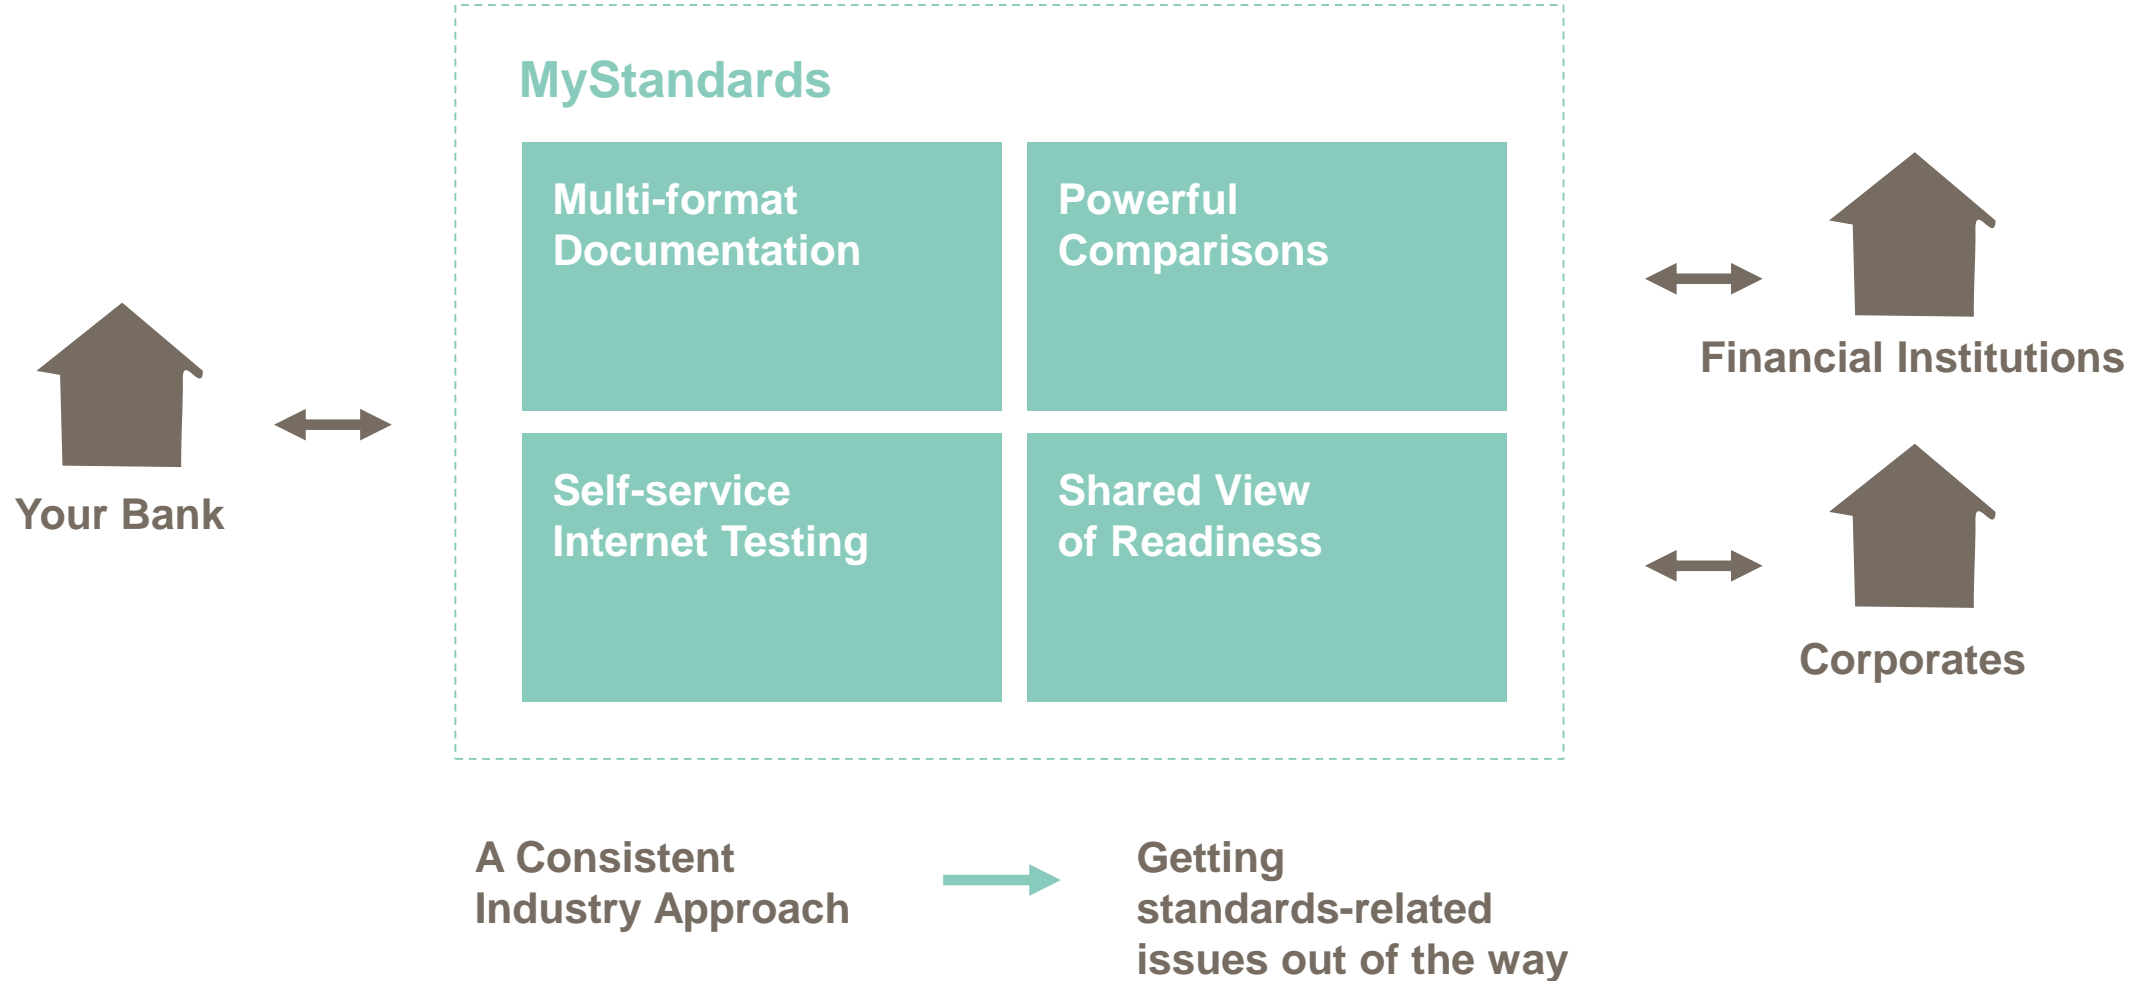 MyStandards
Multi-format
Documentation
Powerful
Comparisons
Self-service
Internet Testing
Shared View
of Readiness
Your Bank
Financial Institutions
Corporates
A Consistent
Industry Approach
Getting
standards-related
issues out of the way